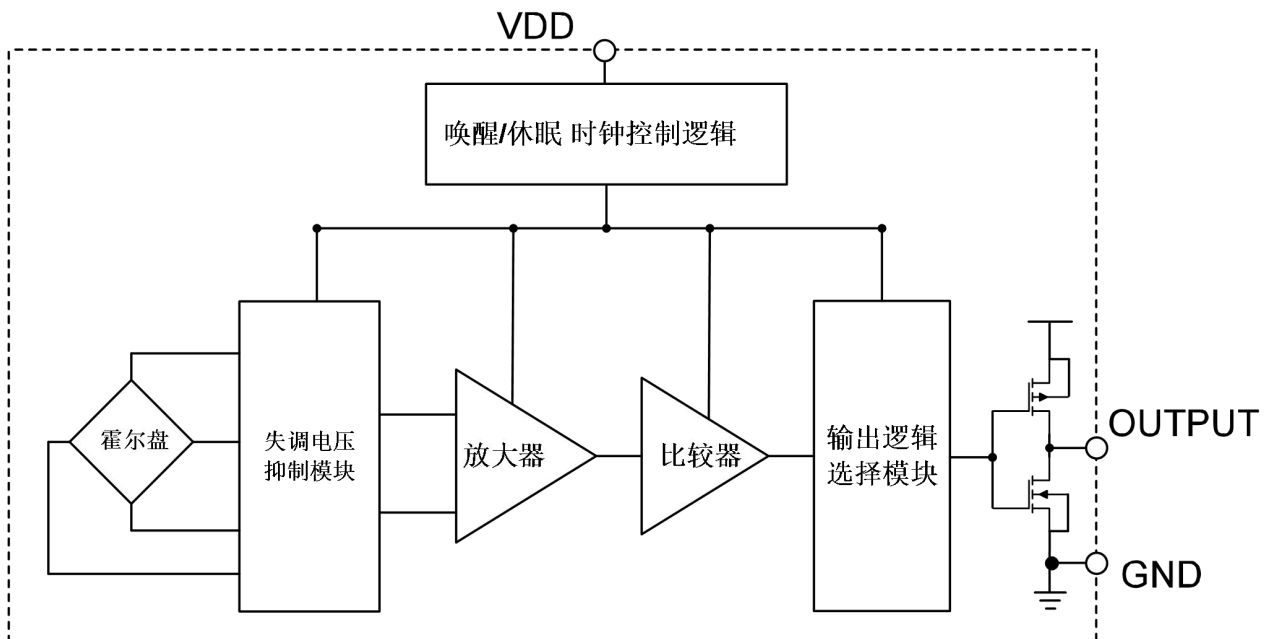 VDD
唤醒/休眠 时钟控制逻辑
霍尔盘
失调电压
抑制模块
放大器
比较器
输出逻辑
选择模块
OUTPUT
GND